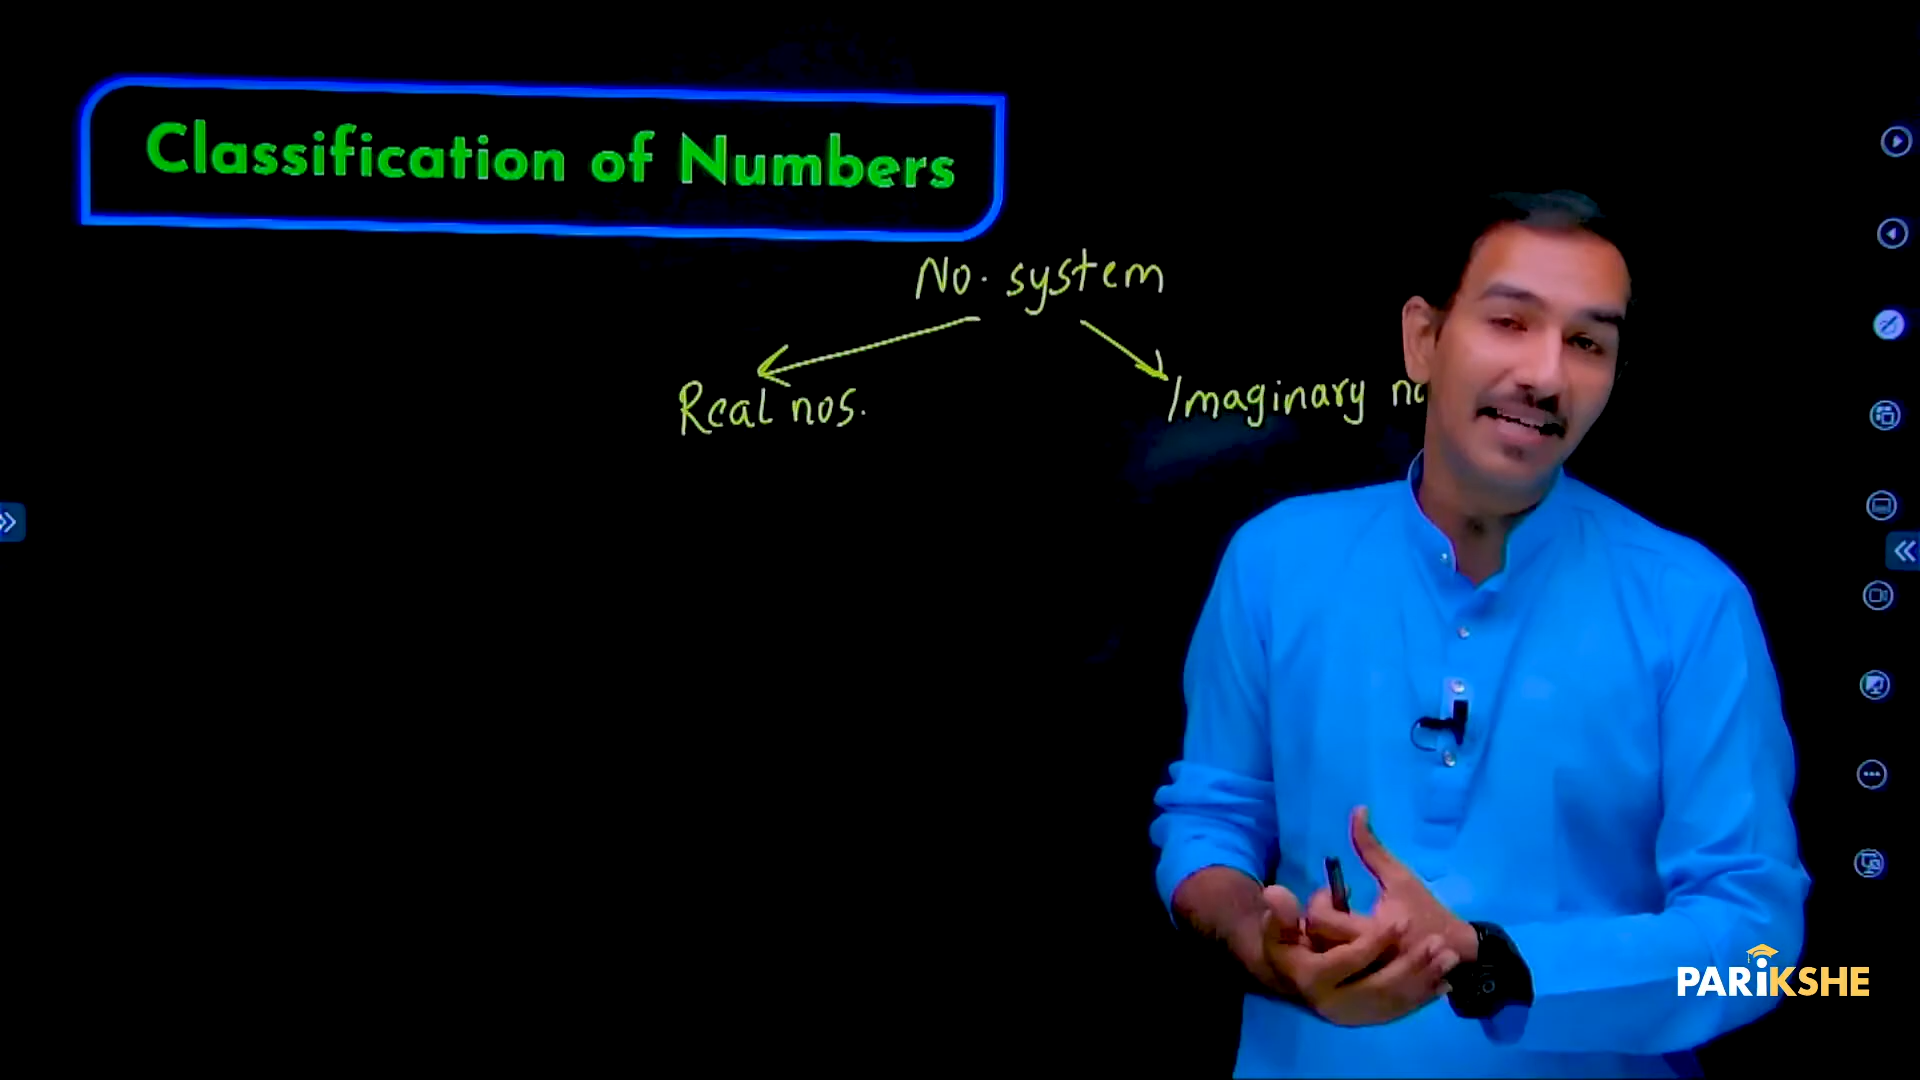 Classification of Numbers
No. system
Real nos.
Imaginary
PARIKSHE